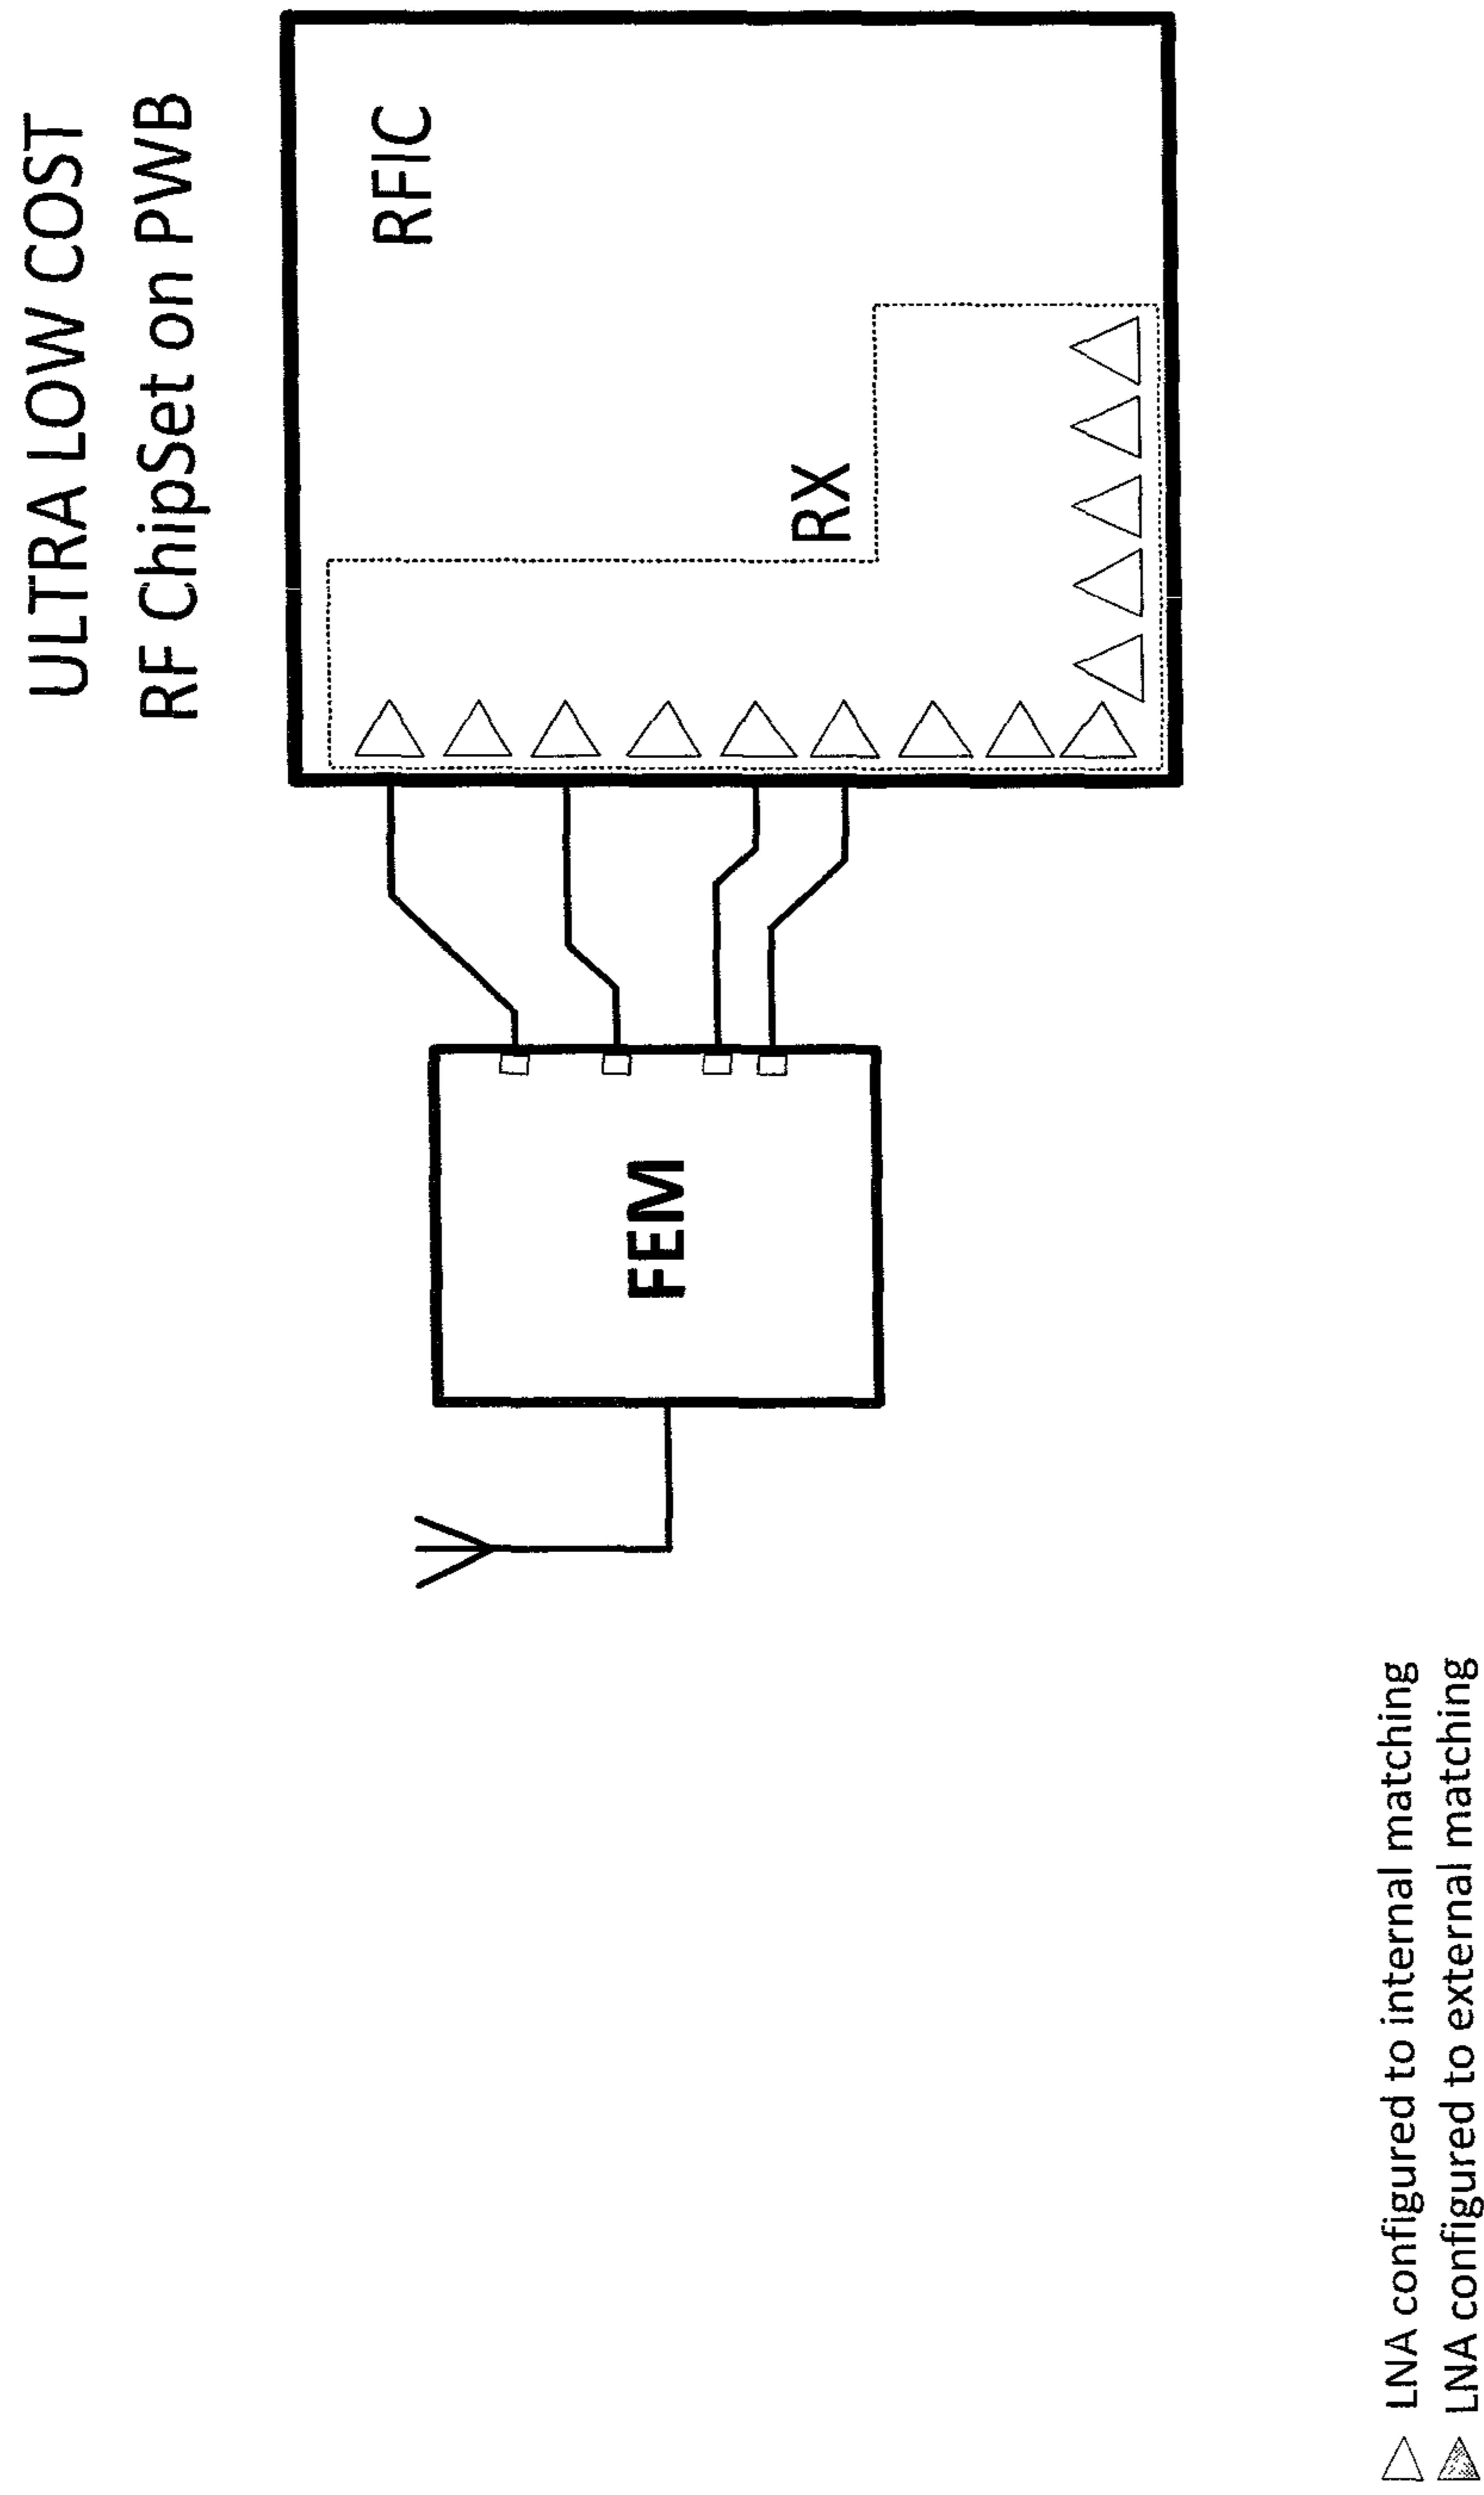 ULTRA LOW COST
RF ChipSet on PWB
RFIC
RX
FEM
LNA configured to internal matching
LNA configured to external matching